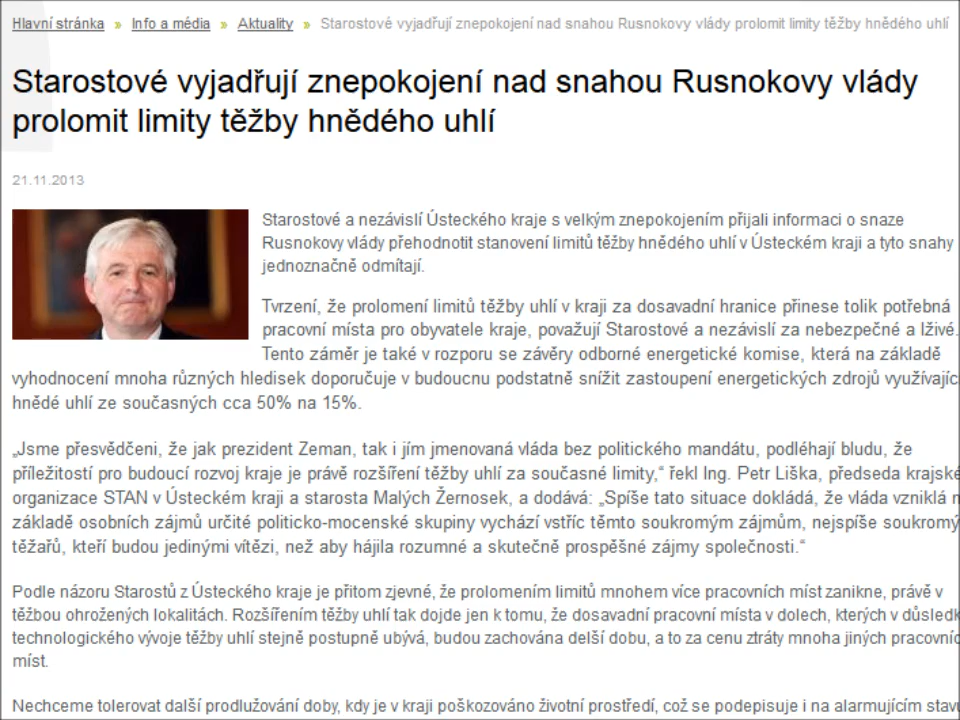 Hlavní stránka » Info a média » Aktuality » Starostové vyjadřují znepokojení nad snahou Rusnokovy vlády prolomit limity těžby hnědého uhlí
Starostové vyjadřují znepokojení nad snahou Rusnokovy vlády
prolomit limity těžby hnědého uhlí
21.11.2013
Starostové a nezávislí Ústeckého kraje s velkým znepokojením přijali informaci o snaze
Rusnokovy vlády přehodnotit stanovení limitů těžby hnědého uhlí v Ústeckém kraji a tyto snahy
jednoznačně odmítají.
Tvrzení, že prolomení limitů těžby uhlí v kraji za dosavadní hranice přinese tolik potřebná
pracovní místa pro obyvatele kraje, považují Starostové a nezávislí za nebezpečné a lživé.
Tento záměr je také v rozporu se závěry odborné energetické komise, která na základě
vyhodnocení mnoha různých hledisek doporučuje v budoucnu podstatně snížit zastoupení energetických zdrojů využívajíc
hnědé uhlí ze současných cca 50% na 15%.
„Jsme přesvědčeni, že jak prezident Zeman, tak i jím jmenovaná vláda bez politického mandátu, podléhají bludu, že
příležitostí pro budoucí rozvoj kraje je právě rozšíření těžby uhlí za současné limity,“ řekl Ing. Petr Liška, předseda krajské
organizace STAN v Ústeckém kraji a starosta Malých Žernosek, a dodává: „Spíše tato situace dokládá, že vláda vzniklá n
základě osobních zájmů určité politicko-mocenské skupiny vychází vstříc těmto soukromým zájmům, nejspíše soukromý
těžařů, kteří budou jedinými vítězi, než aby hájila rozumné a skutečně prospěšné zájmy společnosti.“
Podle názoru Starostů z Ústeckého kraje je přitom zjevné, že prolomením limitů mnohem více pracovních míst zanikne, právě v
těžbou ohrožených lokalitách. Rozšířením těžby uhlí tak dojde jen k tomu, že dosavadní pracovní místa v dolech, kterých v důsledk
technologického vývoje těžby uhlí stejně postupně ubývá, budou zachována delší dobu, a to za cenu ztráty mnoha jiných pracovníc
míst.
Nechceme tolerovat další prodlužování doby, kdy je v kraji poškozováno životní prostředí, což se podepisuje i na alarmujícím stavu